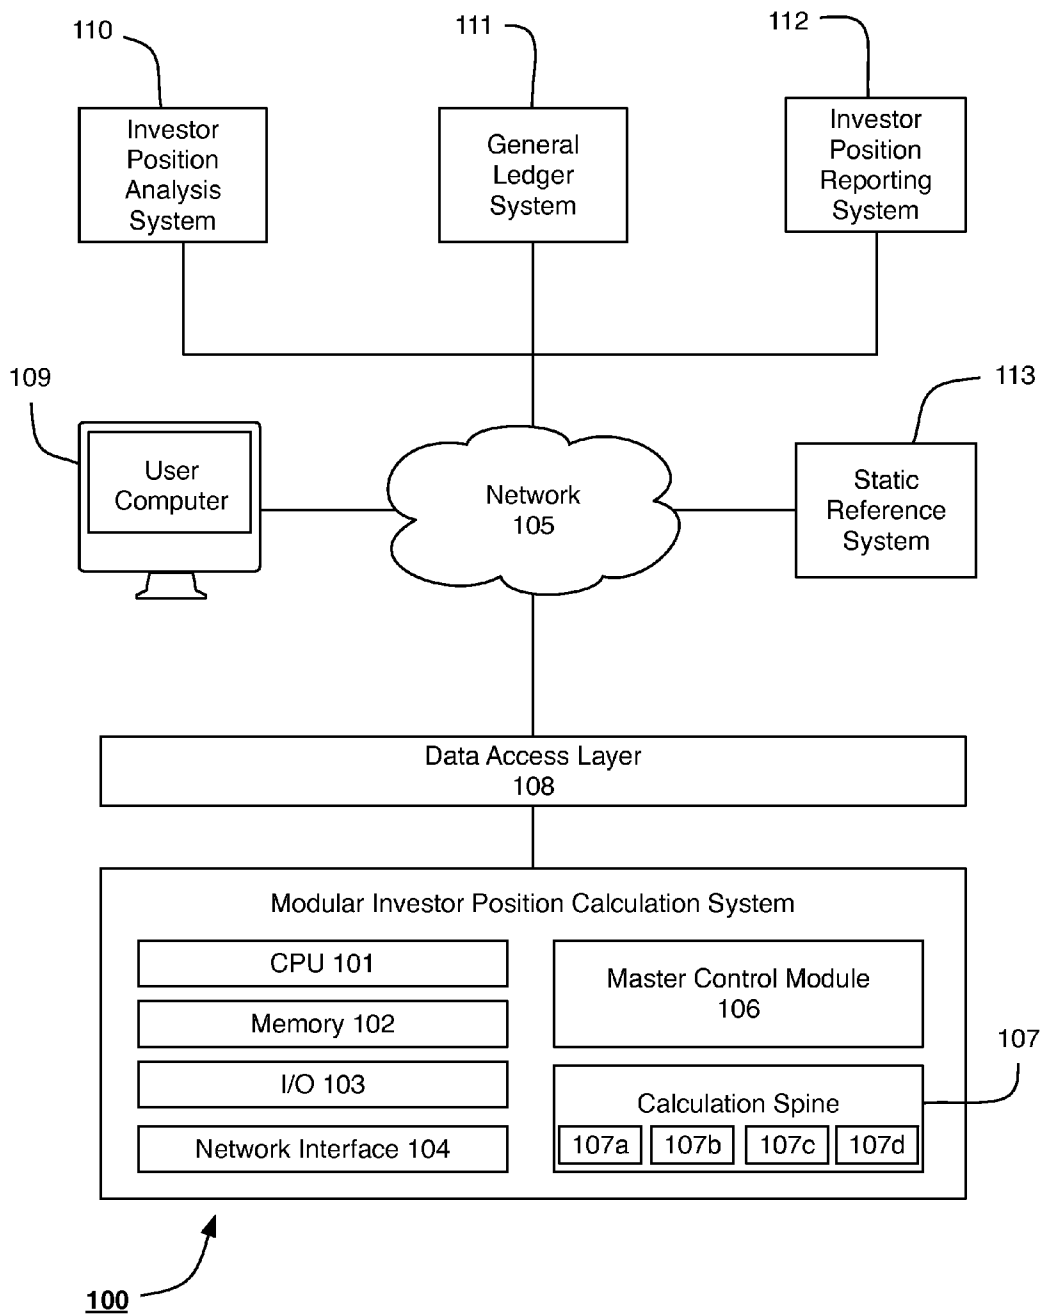 110
111
112
Investor
Position
Analysis
System
General
Ledger
System
Investor
Position
Reporting
System
109
113
User
Computer
Network
105
Static
Reference
System
Data Access Layer
108
Modular Investor Position Calculation System
CPU 101
Memory 102
I/O 103
Network Interface 104
Master Control Module
106
107
Calculation Spine
107a 107b 107c 107d
100